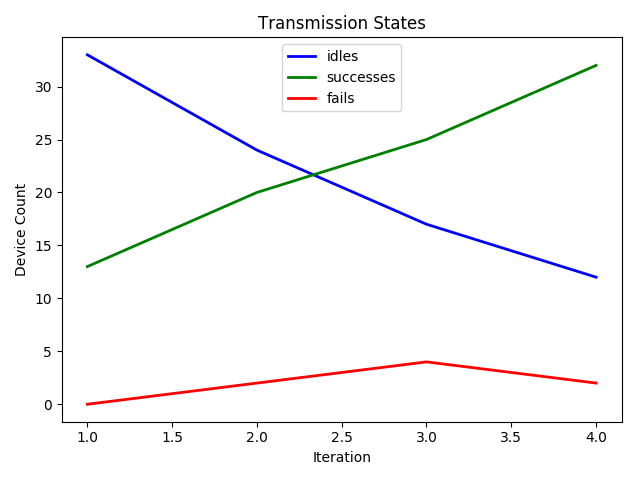 Transmission States
idles
successes
fails
Device Count
30
25
20
15
10
5
0
1.0 1.5 2.0 2.5 3.0 3.5 4.0
Iteration